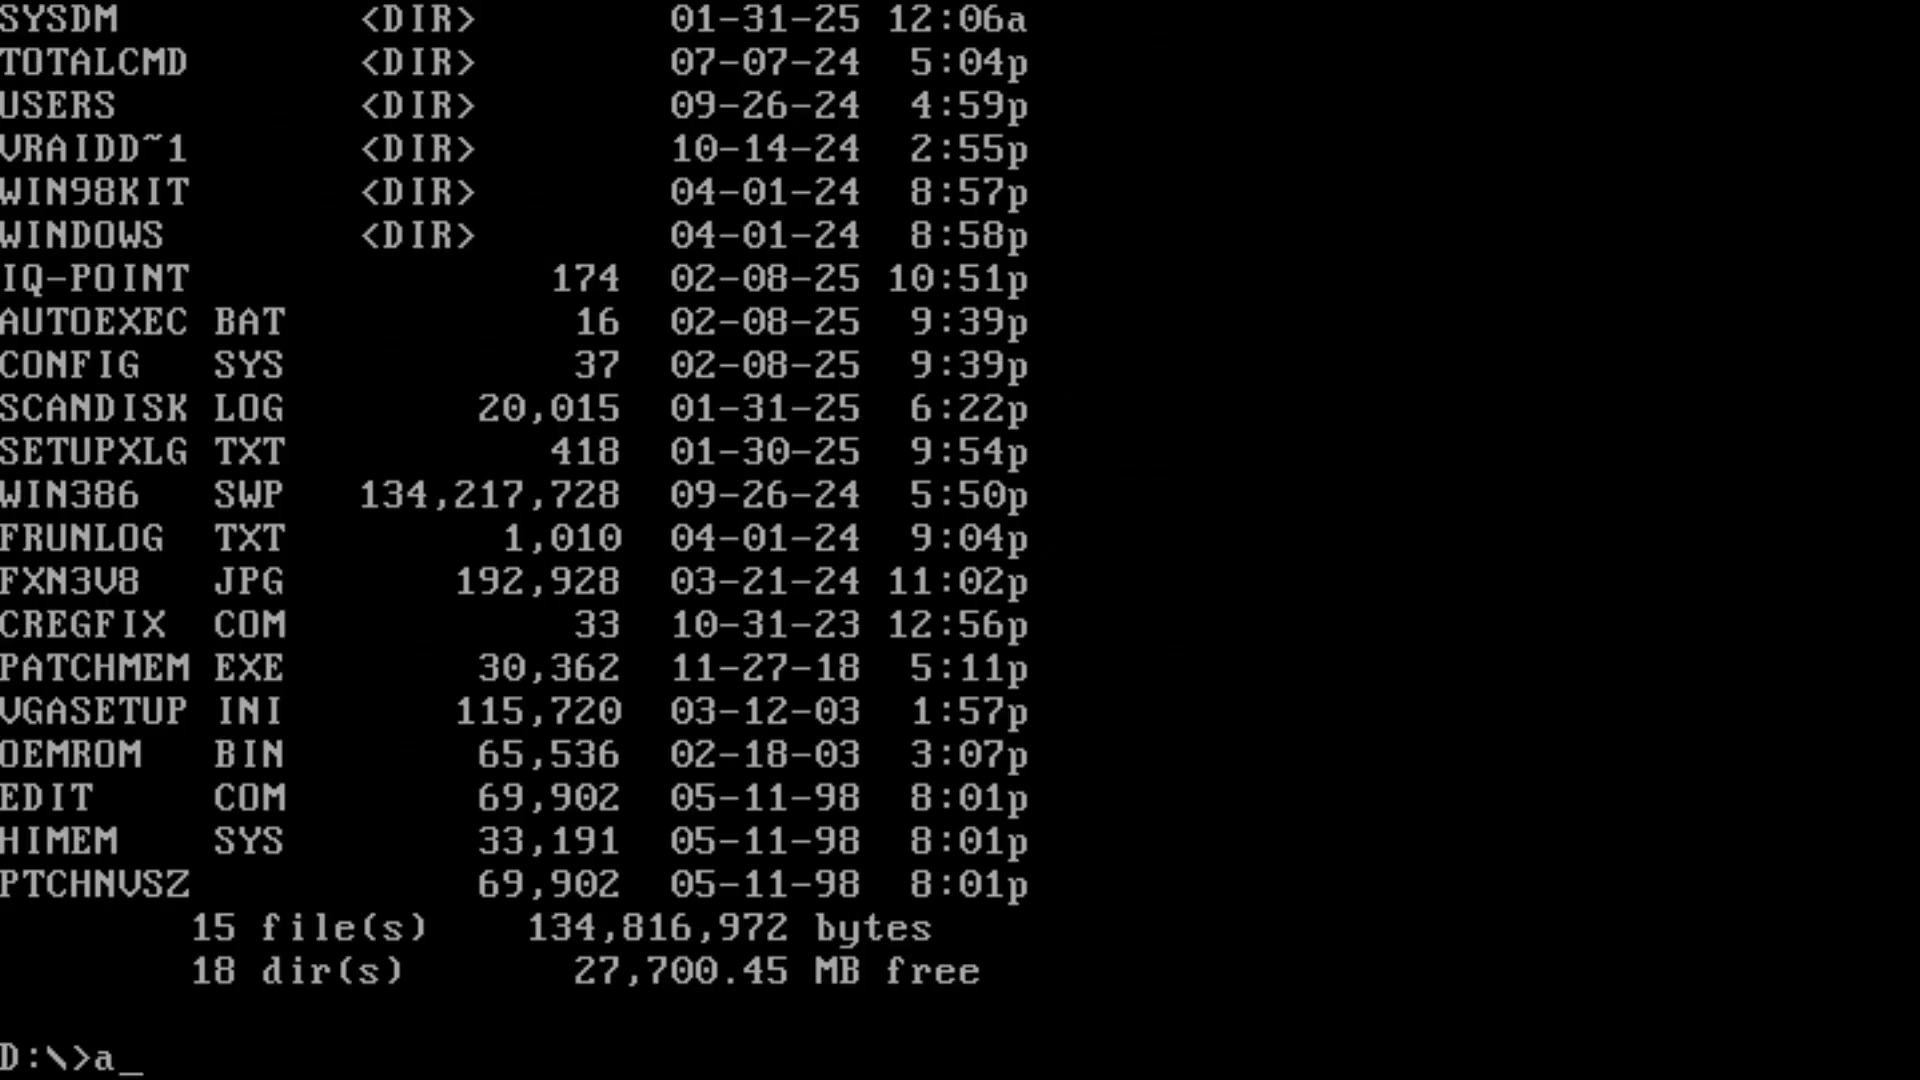 SYSDM <DIR> 01-31-25 12:06a
TOTALCMD <DIR> 07-07-24 5:04p
USERS <DIR> 09-26-24 4:59p
VRAIDD~1 <DIR> 10-14-24 2:55p
WIN98KIT <DIR> 04-01-24 8:57p
WINDOWS <DIR> 04-01-24 8:58p
IQ-POINT 174 02-08-25 10:51p
AUTOEXEC BAT 16 02-08-25 9:39p
CONFIG SYS 37 02-08-25 9:39p
SCANDISK LOG 20,015 01-31-25 6:22p
SETUPXLG TXT 418 01-30-25 9:54p
WIN386 SWP 134,217,728 09-26-24 5:50p
FRUNLOG TXT 1,010 04-01-24 9:04p
FXN3V8 JPG 192,928 03-21-24 11:02p
CREGFIX COM 33 10-31-23 12:56p
PATCHMEM EXE 30,362 11-27-18 5:11p
VGASETUP INI 115,720 03-12-03 1:57p
OEMROM BIN 65,536 02-18-03 3:07p
EDIT COM 69,902 05-11-98 8:01p
HIMEM SYS 33,191 05-11-98 8:01p
PTCHNVSZ 69,902 05-11-98 8:01p
15 file(s) 134,816,972 bytes
18 dir(s) 27,700.45 MB free
D:\>a_